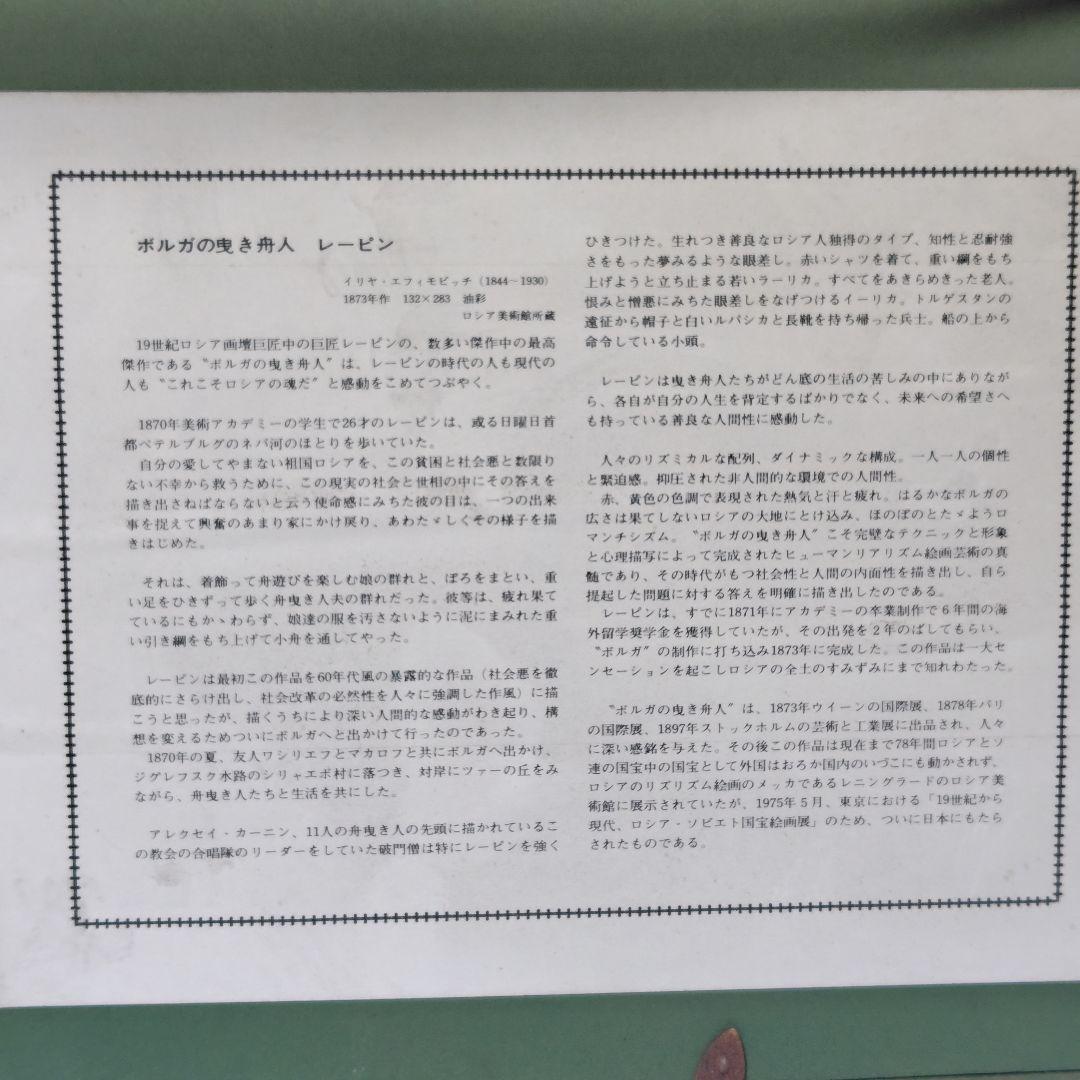 ボルガの曳き舟人　レーピン
イリヤ・エフィモビッチ（1844～1930）
1873年作　132×283　油彩
ロシア美術館所蔵
19世紀ロシア画壇巨匠中の巨匠レーピンの、数多い傑作中の最高
傑作である〝ボルガの曳き舟人〟は、レーピンの時代の人も現代の
人も〝これこそロシアの魂だ〟と感動をこめてつぶやく。
1870年美術アカデミーの学生で26才のレーピンは、或る日曜日首
都ペテルブルグのネバ河のほとりを歩いていた。
自分の愛してやまない祖国ロシアを、この貧困と社会悪と数限り
ない不幸から救うために、この現実の社会と世相の中にその答えを
描き出さねばならないと云う使命感にみちた彼の目は、一つの出来
事を捉えて興奮のあまり家にかけ戻り、あわたゞしくその様子を描
きはじめた。
それは、着飾って舟遊びを楽しむ娘の群れと、ぼろをまとい、重
い足をひきずって歩く舟曳き人夫の群れだった。彼等は、疲れ果て
ているにもかゝわらず、娘達の服を汚さないように泥にまみれた重
い引き綱をもち上げて小舟を通してやった。
レーピンは最初この作品を60年代風の暴露的な作品（社会悪を徹
底的にさらけ出し、社会改革の必然性を人々に強調した作風）に描
こうと思ったが、描くうちにより深い人間的な感動がわき起り、構
想を変えるためついにボルガへと出かけて行ったのであった。
1870年の夏、友人ワシリエフとマカロフと共にボルガへ出かけ、
ジグレフスク水路のシリャエボ村に落つき、対岸にツァーの丘をみ
ながら、舟曳き人たちと生活を共にした。
アレクセイ・カーニン、11人の舟曳き人の先頭に描かれているこ
の教会の合唱隊のリーダーをしていた破門僧は特にレーピンを強く
ひきつけた。生れつき善良なロシア人独得のタイプ、知性と忍耐強
さをもった夢みるような眼差し。赤いシャツを着て、重い綱をもち
上げようと立ち止まる若いラーリカ。すべてをあきらめきった老人。
恨みと憎悪にみちた眼差しをなげつけるイーリカ。トルゲスタンの
遠征から帽子と白いルパシカと長靴を持ち帰った兵士。船の上から
命令している小頭。
レーピンは曳き舟人たちがどん底の生活の苦しみの中にありなが
ら、各自が自分の人生を背定するばかりでなく、未来への希望さへ
も持っている善良な人間性に感動した。
人々のリズミカルな配列、ダイナミックな構成。一人一人の個性
と緊迫感。抑圧された非人間的な環境での人間性。
赤、黄色の色調で表現された熱気と汗と疲れ。はるかなボルガの
広さは果てしないロシアの大地にとけ込み、ほのぼのとたゞようロ
マンチシズム。〝ボルガの曳き舟人〟こそ完璧なテクニックと形象
と心理描写によって完成されたヒューマンリアリズム絵画芸術の真
髄であり、その時代がもつ社会性と人間の内面性を描き出し、自ら
提起した問題に対する答えを明確に描き出したのである。
レーピンは、すでに1871年にアカデミーの卒業制作で６年間の海
外留学奨学金を獲得していたが、その出発を２年のばしてもらい、
〝ボルガ〟の制作に打ち込み1873年に完成した。この作品は一大セ
ンセーションを起こしロシアの全土のすみずみにまで知れわたった。
〝ボルガの曳き舟人〟は、1873年ウイーンの国際展、1878年パリ
の国際展、1897年ストックホルムの芸術と工業展に出品され、人々
に深い感銘を与えた。その後この作品は現在まで78年間ロシアとソ
連の国宝中の国宝として外国はおろか国内のいづこにも動かされず、
ロシアのリズリズム絵画のメッカであるレニングラードのロシア美
術館に展示されていたが、1975年５月、東京における「19世紀から
現代、ロシア・ソビエト国宝絵画展」のため、ついに日本にもたら
されたものである。